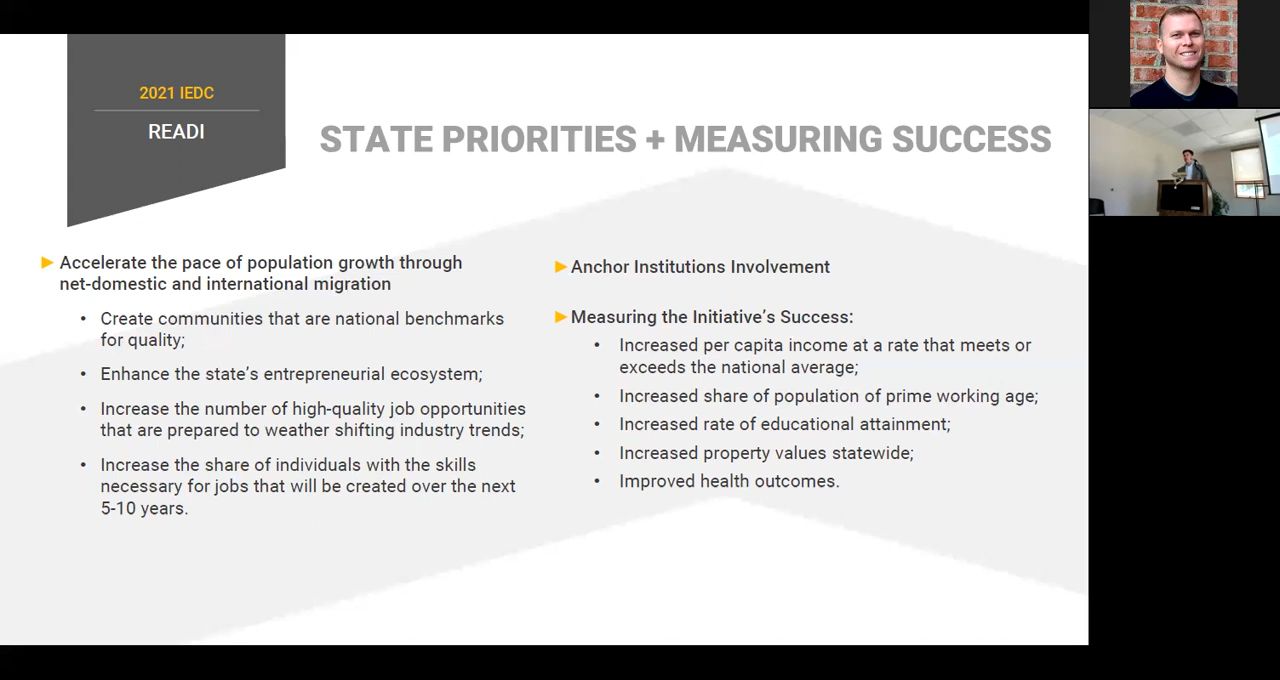 2021 IEDC
READI
STATE PRIORITIES + MEASURING SUCCESS
Accelerate the pace of population growth through
net-domestic and international migration
• Create communities that are national benchmarks
for quality;
• Enhance the state's entrepreneurial ecosystem;
• Increase the number of high-quality job opportunities
that are prepared to weather shifting industry trends;
• Increase the share of individuals with the skills
necessary for jobs that will be created over the next
5-10 years.
Anchor Institutions Involvement
Measuring the Initiative's Success:
• Increased per capita income at a rate that meets or
exceeds the national average;
• Increased share of population of prime working age;
• Increased rate of educational attainment;
• Increased property values statewide;
• Improved health outcomes.